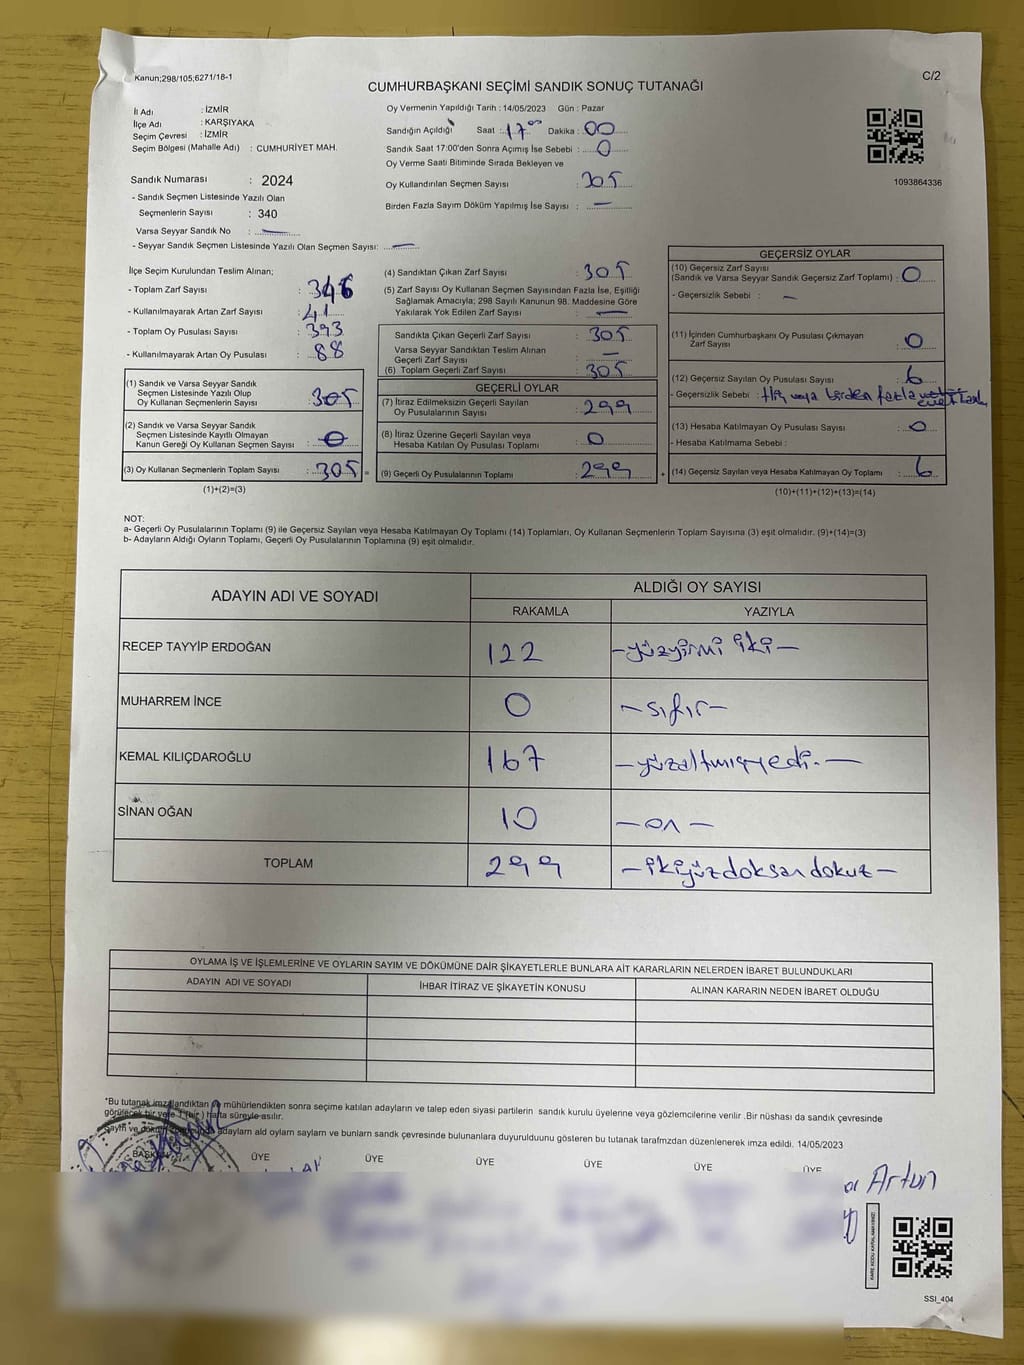 Kanun;298/105;6271/18-1
C/2
CUMHURBAŞKANI SEÇİMİ SANDIK SONUÇ TUTANAĞI
İl Adı : İZMİR
İlçe Adı : KARŞIYAKA
Seçim Çevresi : İZMİR
Seçim Bölgesi (Mahalle Adı) : CUMHURİYET MAH.
Sandık Numarası : 2024
- Sandık Seçmen Listesinde Yazılı Olan
Seçmenlerin Sayısı : 340
Varsa Seyyar Sandık No : —
- Seyyar Sandık Seçmen Listesinde Yazılı Olan Seçmen Sayısı: —
Oy Vermenin Yapıldığı Tarih : 14/05/2023 Gün : Pazar
Sandığın Açıldığı Saat : 17 00 Dakika : 00
Sandık Saat 17:00'den Sonra Açımış İse Sebebi : 0
Oy Verme Saati Bitiminde Sırada Bekleyen ve
Oy Kullandırılan Seçmen Sayısı : 305
Birden Fazla Sayım Döküm Yapılmış İse Sayısı : —
1093864336
İlçe Seçim Kurulundan Teslim Alınan;
- Toplam Zarf Sayısı : 346
- Kullanılmayarak Artan Zarf Sayısı : 41
- Toplam Oy Pusulası Sayısı : 393
- Kullanılmayarak Artan Oy Pusulası : 88
(1) Sandık ve Varsa Seyyar Sandık
Seçmen Listesinde Yazılı Olup
Oy Kullanan Seçmenlerin Sayısı : 305
(2) Sandık ve Varsa Seyyar Sandık
Seçmen Listesinde Kayıtlı Olmayan
Kanun Gereği Oy Kullanan Seçmen Sayısı : 0
(3) Oy Kullanan Seçmenlerin Toplam Sayısı : 305 =
(1)+(2)=(3)
(4) Sandıktan Çıkan Zarf Sayısı : 305
(5) Zarf Sayısı Oy Kullanan Seçmen Sayısından Fazla İse, Eşitliği
Sağlamak Amacıyla; 298 Sayılı Kanunun 98. Maddesine Göre
Yakılarak Yok Edilen Zarf Sayısı : —
Sandıkta Çıkan Geçerli Zarf Sayısı : 305
Varsa Seyyar Sandıktan Teslim Alınan
Geçerli Zarf Sayısı : —
(6) Toplam Geçerli Zarf Sayısı : 305
GEÇERLİ OYLAR
(7) İtiraz Edilmeksizin Geçerli Sayılan
Oy Pusulalarının Sayısı : 299
(8) İtiraz Üzerine Geçerli Sayılan veya
Hesaba Katılan Oy Pusulası Toplamı : 0
(9) Geçerli Oy Pusulalarının Toplamı : 299 +
GEÇERSİZ OYLAR
(10) Geçersiz Zarf Sayısı
(Sandık ve Varsa Seyyar Sandık Geçersiz Zarf Toplamı) : 0
- Geçersizlik Sebebi : —
(11) İçinden Cumhurbaşkanı Oy Pusulası Çıkmayan
Zarf Sayısı : 0
(12) Geçersiz Sayılan Oy Pusulası Sayısı : 6
- Geçersizlik Sebebi : Hiç veya birden fazla
(13) Hesaba Katılmayan Oy Pusulası Sayısı : 0
- Hesaba Katılmama Sebebi :
(14) Geçersiz Sayılan veya Hesaba Katılmayan Oy Toplamı : 6
(10)+(11)+(12)+(13)=(14)
NOT:
a- Geçerli Oy Pusulalarının Toplamı (9) ile Geçersiz Sayılan veya Hesaba Katılmayan Oy Toplamı (14) Toplamları, Oy Kullanan Seçmenlerin Toplam Sayısına (3) eşit olmalıdır. (9)+(14)=(3)
b- Adayların Aldığı Oyların Toplamı, Geçerli Oy Pusulalarının Toplamına (9) eşit olmalıdır.
ADAYIN ADI VE SOYADI ALDIĞI OY SAYISI
RAKAMLA YAZIYLA
RECEP TAYYİP ERDOĞAN 122 —yüzyirmi iki—
MUHARREM İNCE 0 —sıfır—
KEMAL KILIÇDAROĞLU 167 —yüzaltmışyedi.—
SİNAN OĞAN 10 —on—
TOPLAM 299 —ikiyüzdoksandokuz—
OYLAMA İŞ VE İŞLEMLERİNE VE OYLARIN SAYIM VE DÖKÜMÜNE DAİR ŞİKAYETLERLE BUNLARA AİT KARARLARIN NELERDEN İBARET BULUNDUKLARI
ADAYIN ADI VE SOYADI İHBAR İTİRAZ VE ŞİKAYETİN KONUSU ALINAN KARARIN NEDEN İBARET OLDUĞU
*Bu tutanak imzalandıktan ve mühürlendikten sonra seçime katılan adayların ve talep eden siyasi partilerin sandık kurulu üyelerine veya gözlemcilerine verilir .Bir nüshası da sandık çevresinde
görülecek bir yere 1 (bir ) hafta süreyle asılır.
Sayım ve adayların ald oyların saylam ve bunların sandk çevresinde bulunanlara duyurulduunu gösteren bu tutanak tarafmzdan düzenlenerek imza edildi. 14/05/2023
BAŞKAN ÜYE ÜYE ÜYE ÜYE ÜYE ÜYE
Artun
KARE KODU KARALAMAYINIZ!
SSI_404